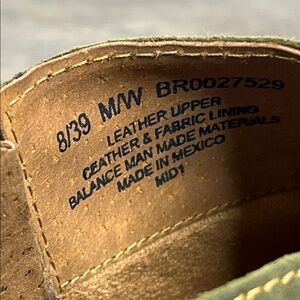 8/39 M/W BR0027529
LEATHER UPPER
LEATHER & FABRIC LINING
BALANCE MAN MADE MATERIALS
MADE IN MEXICO
MID1